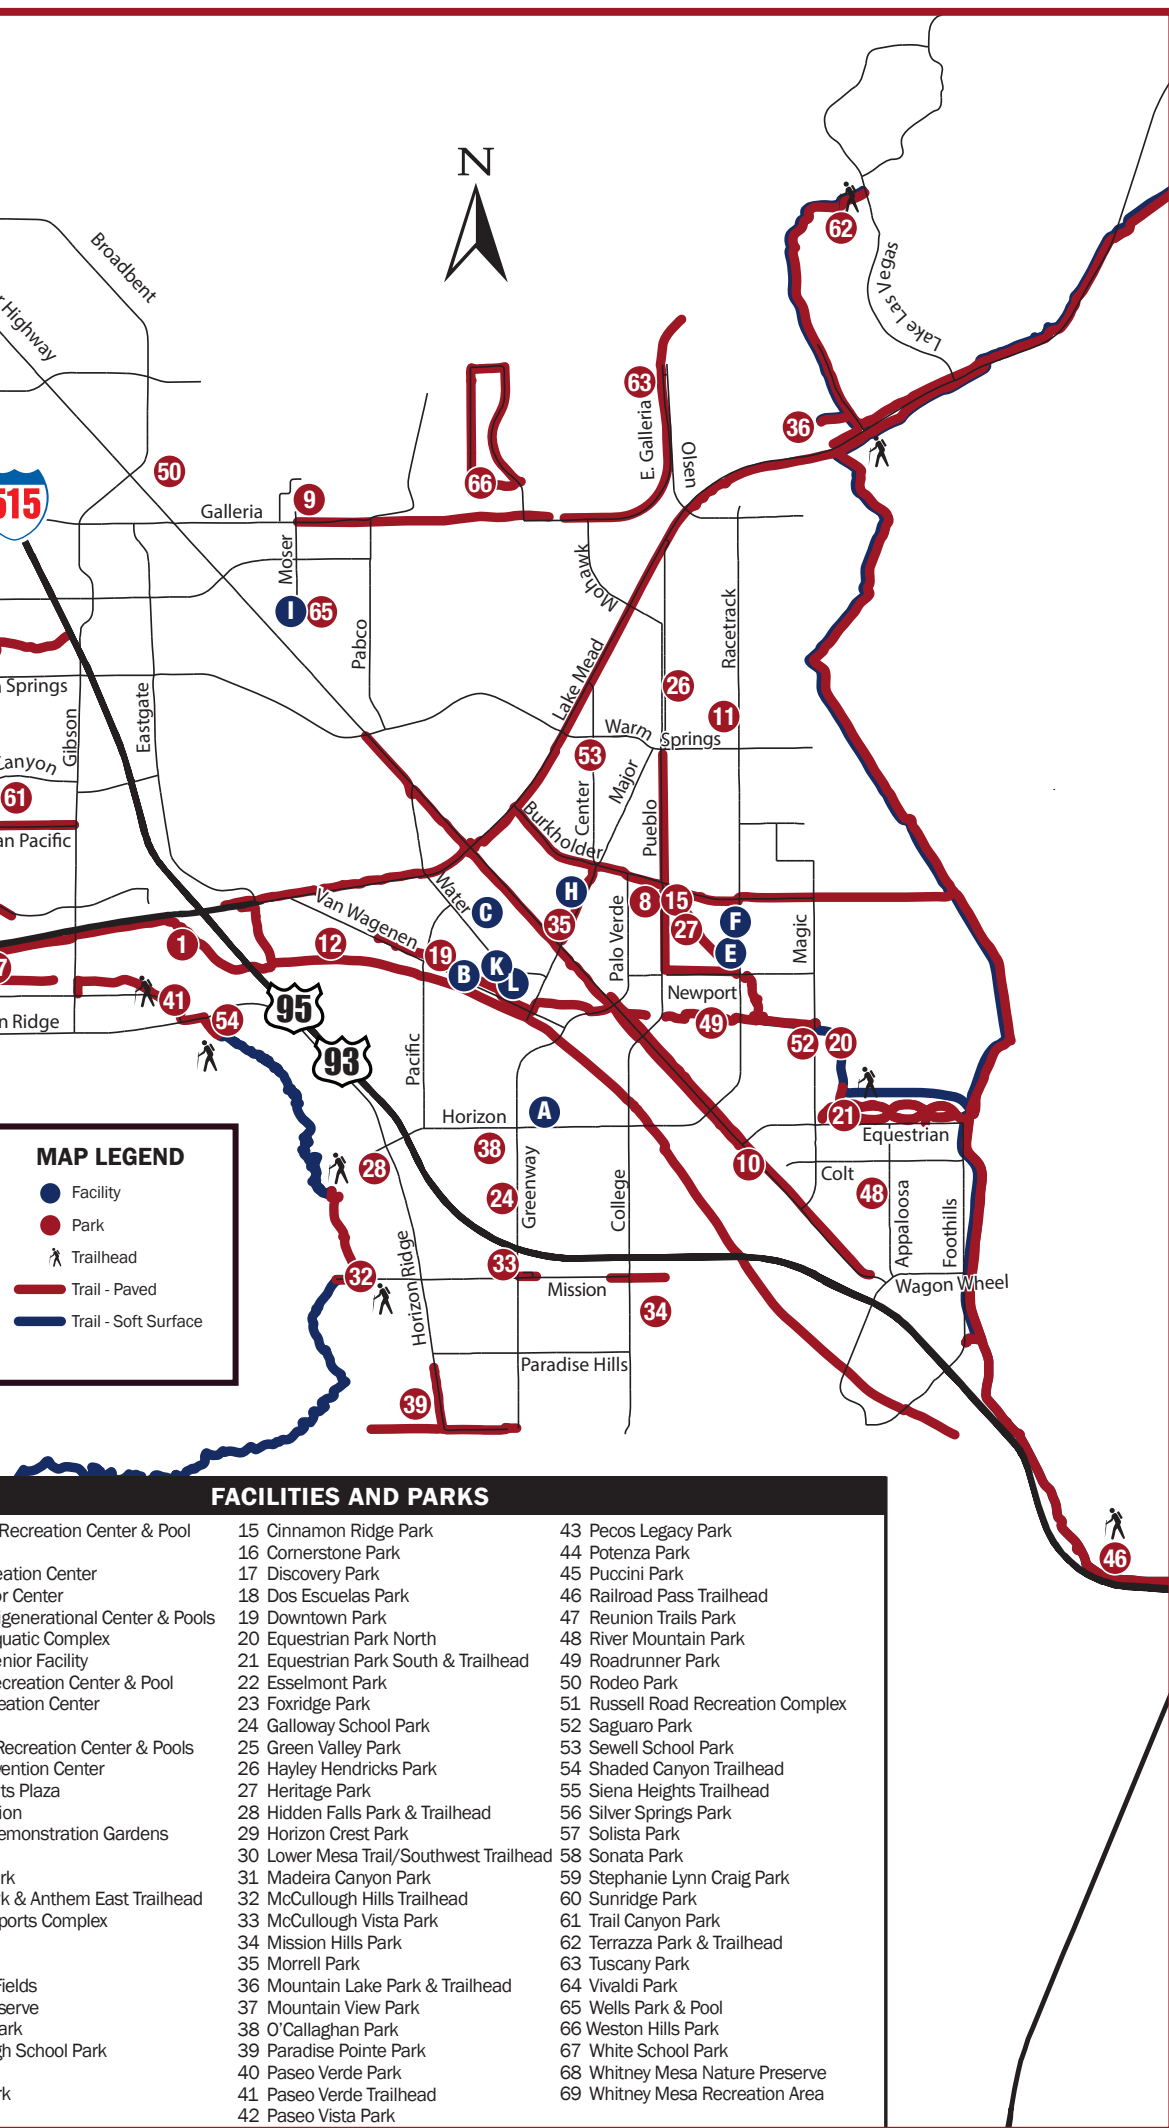 N
Broadbent
Highway
62
Lake Las Vegas
63
E. Galleria
Olsen
36
50
515
66
9
Galleria
Moser
Mohawk
I
65
Pabco
Racetrack
Lake Mead
26
11
Springs
Gibson
Eastgate
Warm
Springs
53
Canyon
61
Major
Center
Pueblo
Burkholder
an Pacific
Water
Van Wagenen
C
H
35
8
15
27
F
E
Palo Verde
Magic
1
12
19
B
K
L
7
41
54
n Ridge
95
93
Newport
49
52
20
Pacific
Horizon
A
21
Equestrian
38
28
10
Colt
48
24
Greenway
College
Appaloosa
Foothills
33
32
Horizon Ridge
Mission
34
Wagon Wheel
Paradise Hills
39
46
MAP LEGEND
Facility
Park
Trailhead
Trail - Paved
Trail - Soft Surface
FACILITIES AND PARKS
Recreation Center & Pool
eation Center
or Center
igenerational Center & Pools
quatic Complex
enior Facility
ecreation Center & Pool
eation Center
Recreation Center & Pools
vention Center
ts Plaza
ion
emonstration Gardens
rk
k & Anthem East Trailhead
ports Complex
Fields
serve
ark
gh School Park
rk
15 Cinnamon Ridge Park
16 Cornerstone Park
17 Discovery Park
18 Dos Escuelas Park
19 Downtown Park
20 Equestrian Park North
21 Equestrian Park South & Trailhead
22 Esselmont Park
23 Foxridge Park
24 Galloway School Park
25 Green Valley Park
26 Hayley Hendricks Park
27 Heritage Park
28 Hidden Falls Park & Trailhead
29 Horizon Crest Park
30 Lower Mesa Trail/Southwest Trailhead
31 Madeira Canyon Park
32 McCullough Hills Trailhead
33 McCullough Vista Park
34 Mission Hills Park
35 Morrell Park
36 Mountain Lake Park & Trailhead
37 Mountain View Park
38 O'Callaghan Park
39 Paradise Pointe Park
40 Paseo Verde Park
41 Paseo Verde Trailhead
42 Paseo Vista Park
43 Pecos Legacy Park
44 Potenza Park
45 Puccini Park
46 Railroad Pass Trailhead
47 Reunion Trails Park
48 River Mountain Park
49 Roadrunner Park
50 Rodeo Park
51 Russell Road Recreation Complex
52 Saguaro Park
53 Sewell School Park
54 Shaded Canyon Trailhead
55 Siena Heights Trailhead
56 Silver Springs Park
57 Solista Park
58 Sonata Park
59 Stephanie Lynn Craig Park
60 Sunridge Park
61 Trail Canyon Park
62 Terrazza Park & Trailhead
63 Tuscany Park
64 Vivaldi Park
65 Wells Park & Pool
66 Weston Hills Park
67 White School Park
68 Whitney Mesa Nature Preserve
69 Whitney Mesa Recreation Area